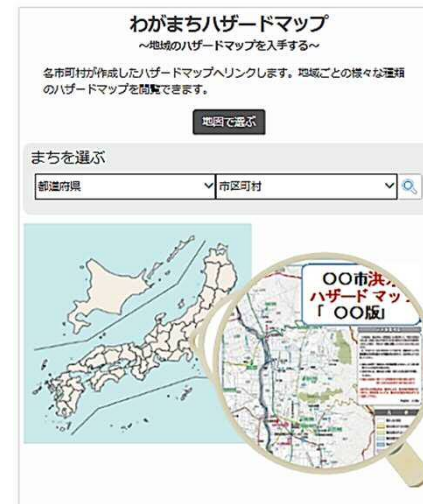 わがまちハザードマップ
～地域のハザードマップを入手する～
各市町村が作成したハザードマップへリンクします。地域ごとの様々な種類
のハザードマップを閲覧できます。
地図で選ぶ
まちを選ぶ
都道府県
市区町村
○○市洪
ハザードマッ
「 ○○版」